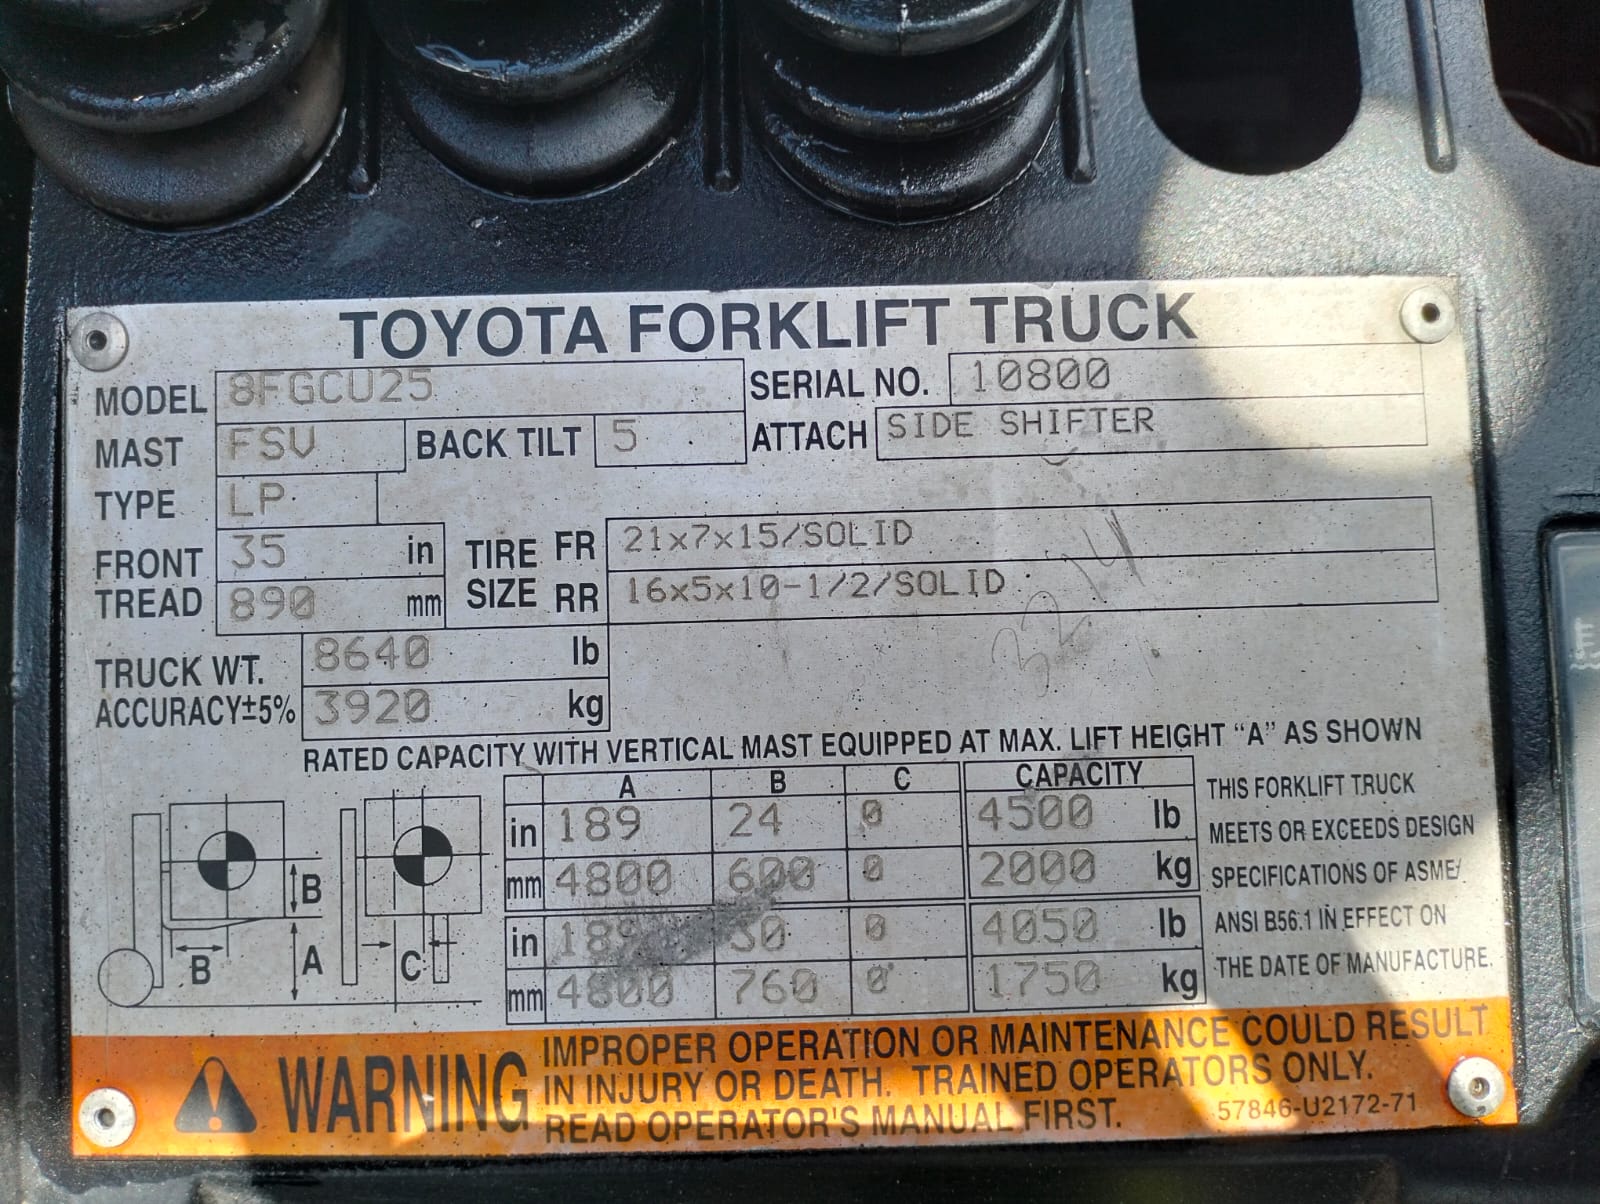 TOYOTA FORKLIFT TRUCK
MODEL 8FGCU25 SERIAL NO. 10800
MAST FSV BACK TILT 5 ATTACH SIDE SHIFTER
TYPE LP
FRONT TREAD 35 in TIRE SIZE FR 21x7x15/SOLID
890 mm RR 16x5x10-1/2/SOLID
TRUCK WT. 8640 lb
ACCURACY±5% 3920 kg
RATED CAPACITY WITH VERTICAL MAST EQUIPPED AT MAX. LIFT HEIGHT "A" AS SHOWN
A B C CAPACITY
in 189 24 0 4500 lb
mm 4800 600 0 2000 kg
in 189 30 0 4050 lb
mm 4800 760 0 1750 kg
B
B A C
THIS FORKLIFT TRUCK
MEETS OR EXCEEDS DESIGN
SPECIFICATIONS OF ASME/
ANSI B56.1 IN EFFECT ON
THE DATE OF MANUFACTURE.
WARNING
IMPROPER OPERATION OR MAINTENANCE COULD RESULT
IN INJURY OR DEATH. TRAINED OPERATORS ONLY.
READ OPERATOR'S MANUAL FIRST.
57846-U2172-71